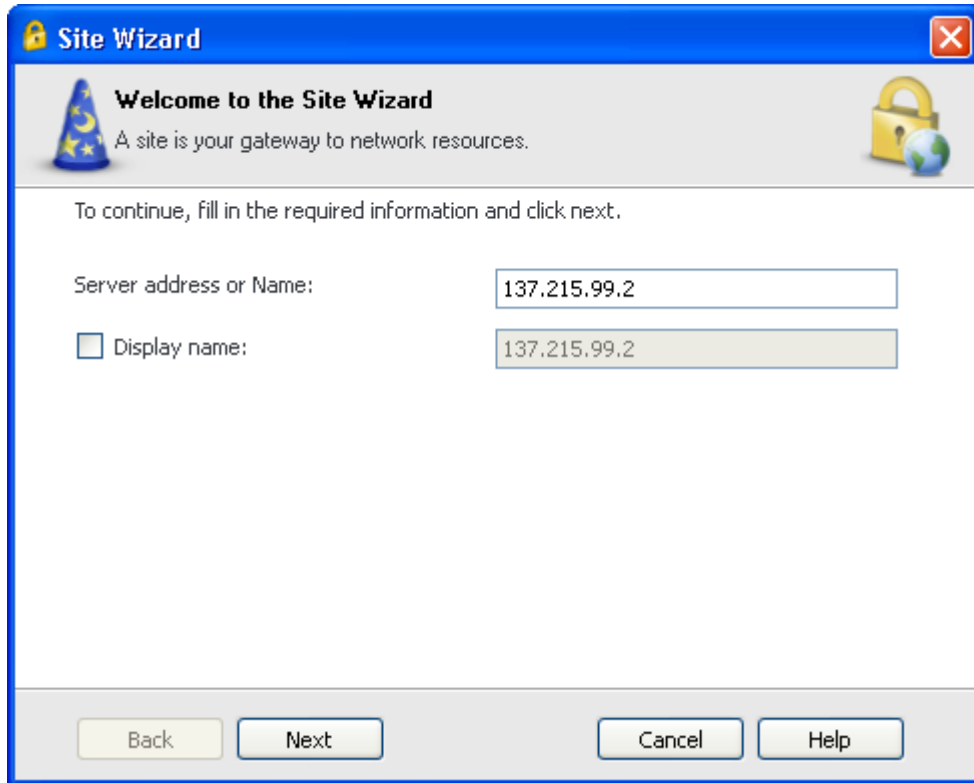 Site Wizard
Welcome to the Site Wizard
A site is your gateway to network resources.
To continue, fill in the required information and click next.
Server address or Name: 137.215.99.2
Display name: 137.215.99.2
Back Next Cancel Help